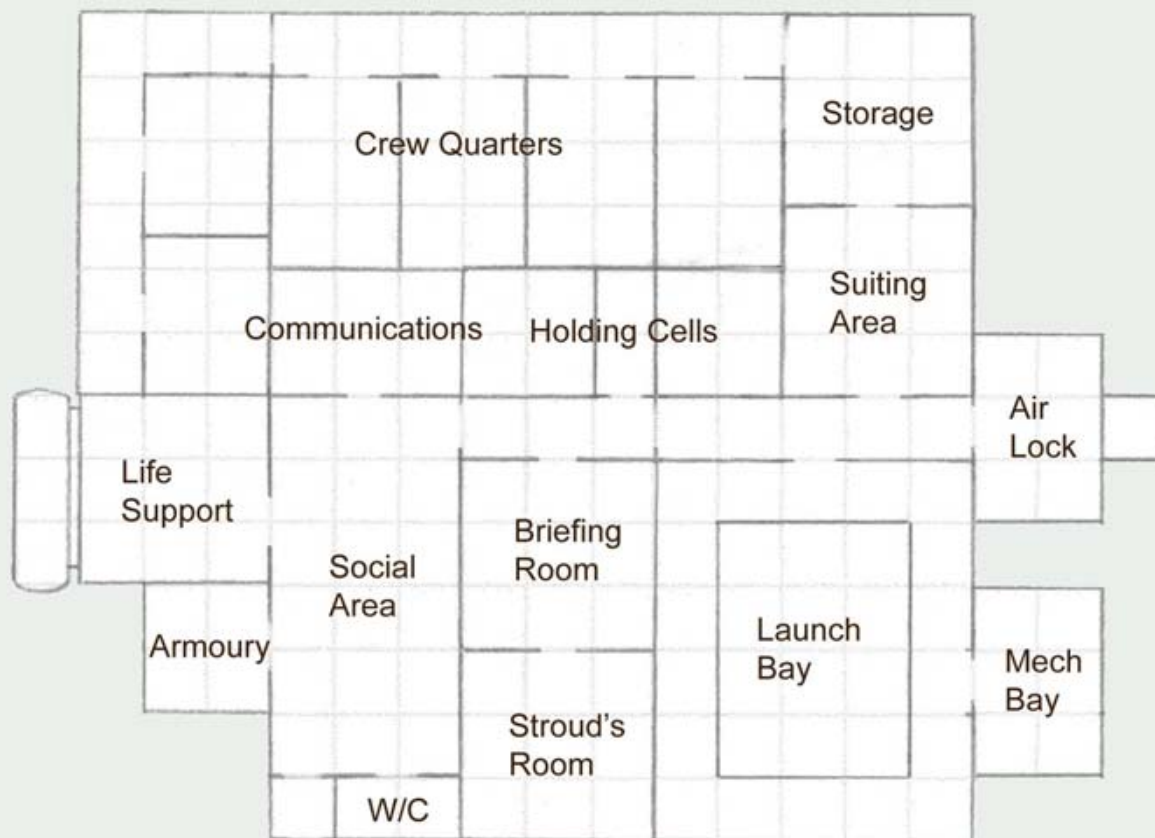 Storage
Crew Quarters
Suiting
Area
Communications
Holding Cells
Air
Lock
Life
Support
Briefing
Room
Social
Area
Launch
Bay
Armoury
Mech
Bay
Stroud's
Room
W/C